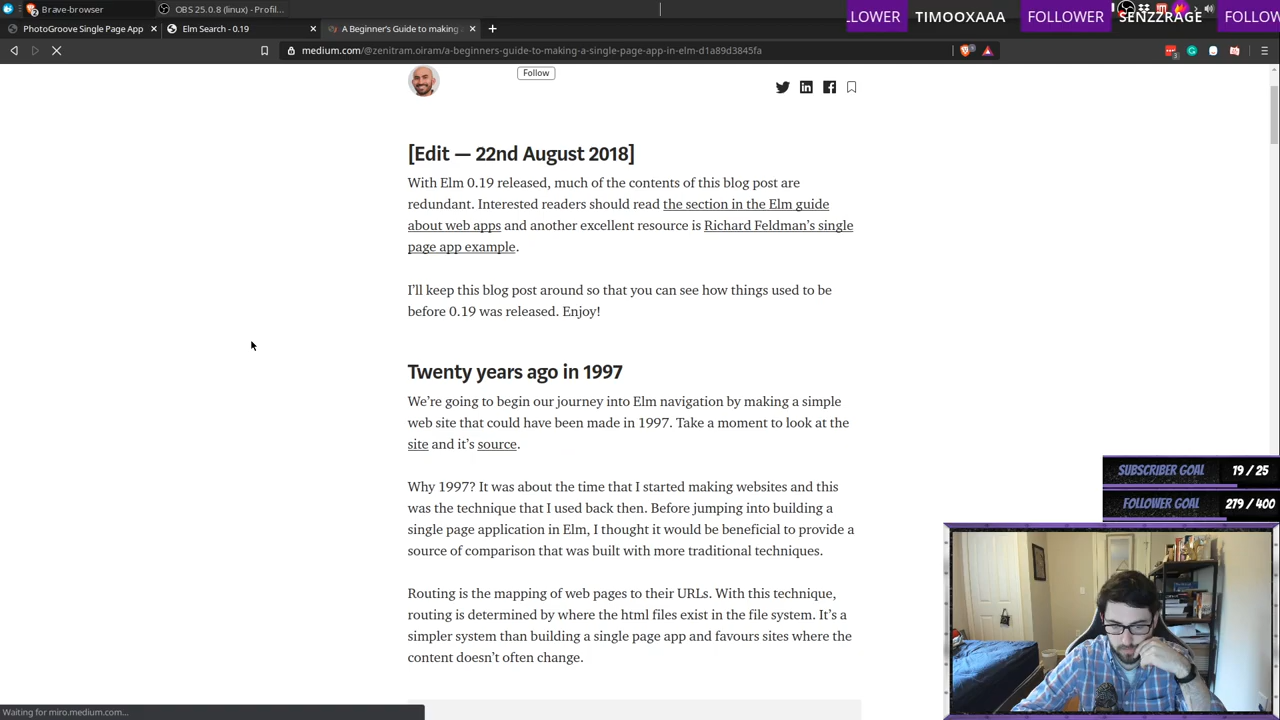 Brave-browser
OBS 25.0.8 (linux) - Profil...
LLOWER TIMOOXAAA FOLLOWER SENZZRAGE FOLLOW
PhotoGroove Single Page App
Elm Search - 0.19
A Beginner's Guide to making
medium.com/@zenitram.oiram/a-beginners-guide-to-making-a-single-page-app-in-elm-d1a89d3845fa
Follow
[Edit — 22nd August 2018]
With Elm 0.19 released, much of the contents of this blog post are
redundant. Interested readers should read the section in the Elm guide
about web apps and another excellent resource is Richard Feldman's single
page app example.
I'll keep this blog post around so that you can see how things used to be
before 0.19 was released. Enjoy!
Twenty years ago in 1997
We're going to begin our journey into Elm navigation by making a simple
web site that could have been made in 1997. Take a moment to look at the
site and it's source.
Why 1997? It was about the time that I started making websites and this
was the technique that I used back then. Before jumping into building a
single page application in Elm, I thought it would be beneficial to provide a
source of comparison that was built with more traditional techniques.
Routing is the mapping of web pages to their URLs. With this technique,
routing is determined by where the html files exist in the file system. It's a
simpler system than building a single page app and favours sites where the
content doesn't often change.
SUBSCRIBER GOAL 19 / 25
FOLLOWER GOAL 279 / 400
Waiting for miro.medium.com...